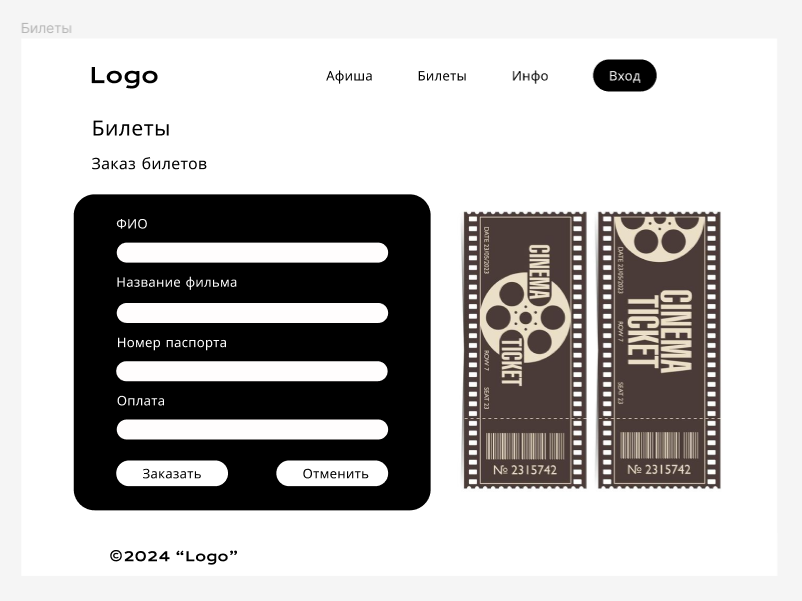 Билеты
Logo
Афиша
Билеты
Инфо
Вход
Билеты
Заказ билетов
ФИО
Название фильма
Номер паспорта
Оплата
Заказать
Отменить
DATE 23/05/2023
CINEMA
TICKET
ROW 7
SEAT 23
№ 2315742
DATE 23/05/2023
CINEMA
TICKET
ROW 7
SEAT 23
№ 2315742
©2024 “Logo”